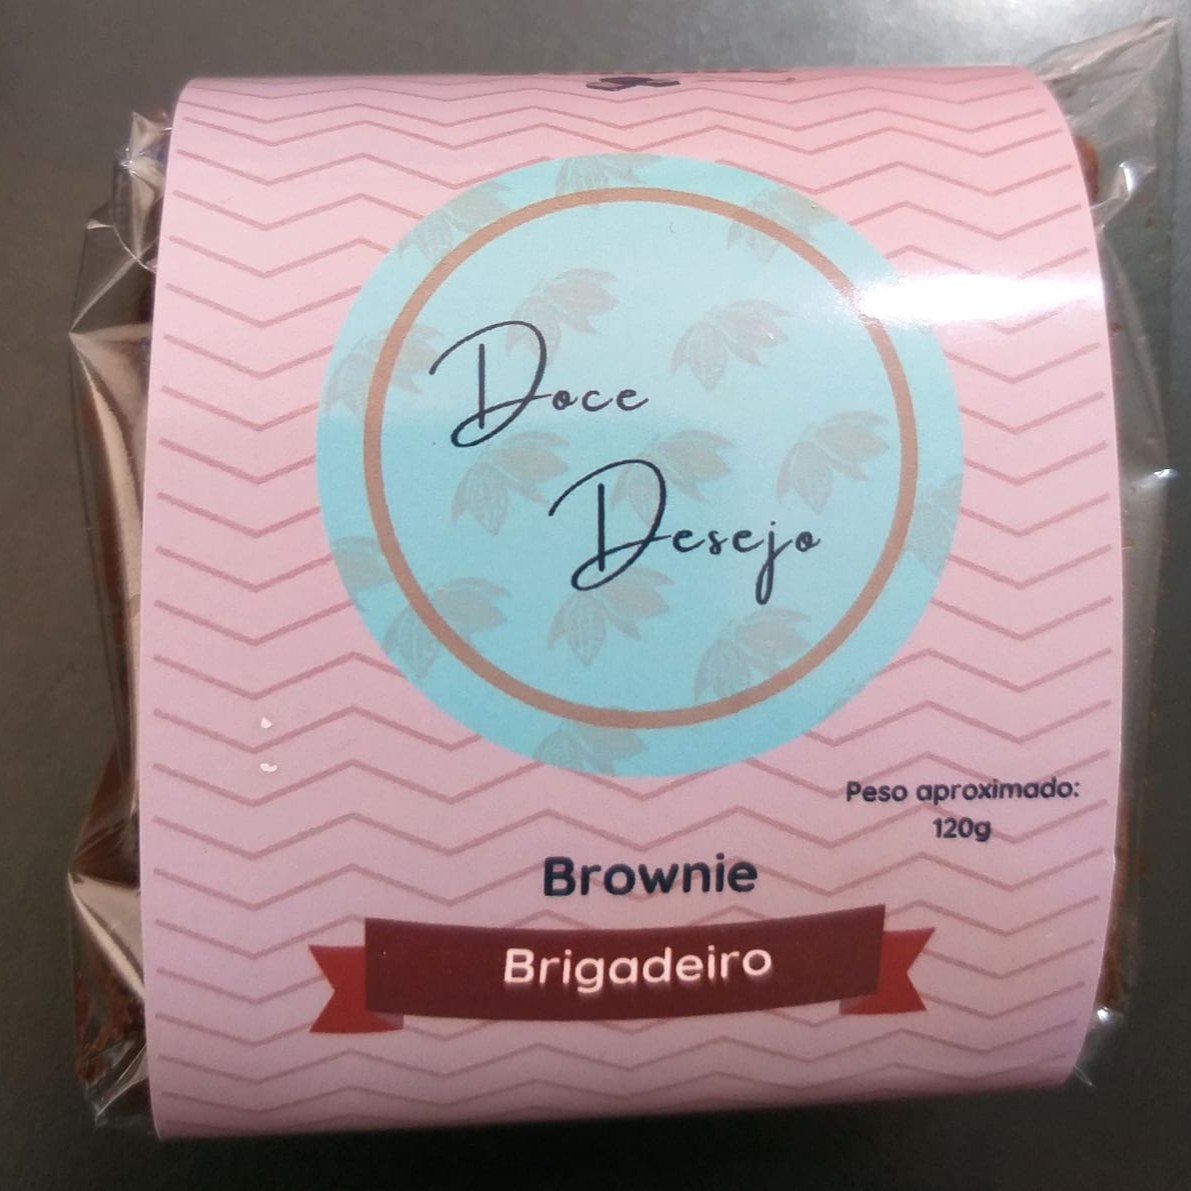 Doce
Desejo
Peso aproximado:
120g
Brownie
Brigadeiro